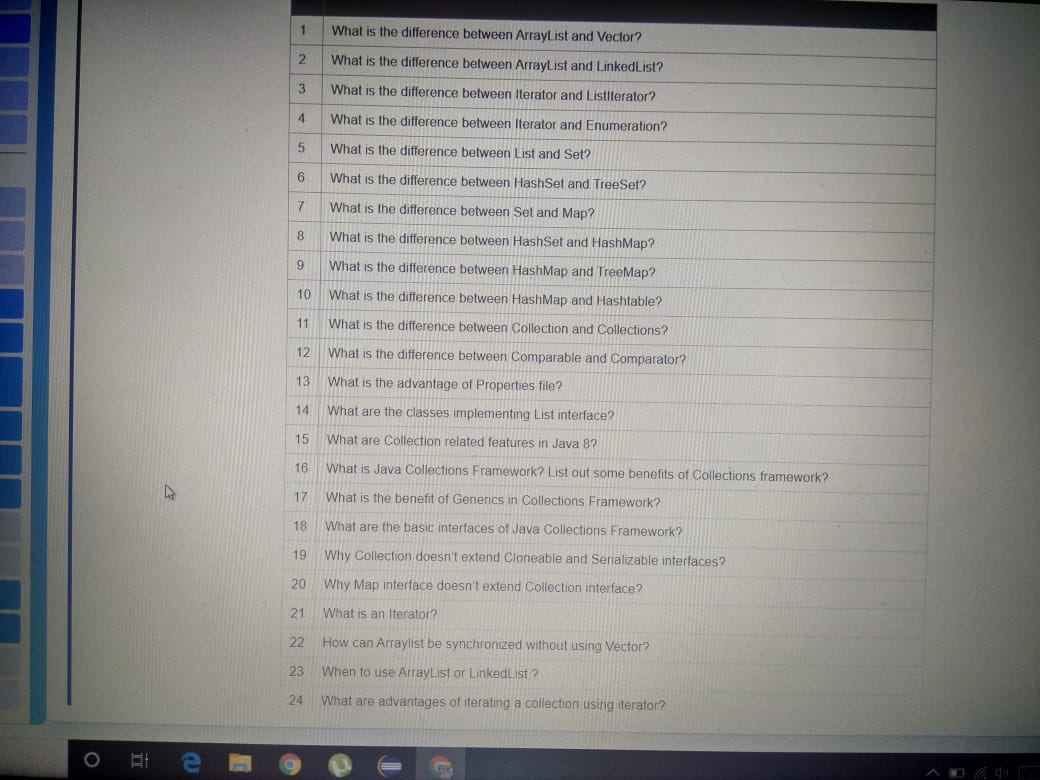 1 What is the difference between ArrayList and Vector?
2 What is the difference between ArrayList and LinkedList?
3 What is the difference between Iterator and ListIterator?
4 What is the difference between Iterator and Enumeration?
5 What is the difference between List and Set?
6 What is the difference between HashSet and TreeSet?
7 What is the difference between Set and Map?
8 What is the difference between HashSet and HashMap?
9 What is the difference between HashMap and TreeMap?
10 What is the difference between HashMap and Hashtable?
11 What is the difference between Collection and Collections?
12 What is the difference between Comparable and Comparator?
13 What is the advantage of Properties file?
14 What are the classes implementing List interface?
15 What are Collection related features in Java 8?
16 What is Java Collections Framework? List out some benefits of Collections framework?
17 What is the benefit of Generics in Collections Framework?
18 What are the basic interfaces of Java Collections Framework?
19 Why Collection doesn't extend Cloneable and Serializable interfaces?
20 Why Map interface doesn't extend Collection interface?
21 What is an Iterator?
22 How can Arraylist be synchronized without using Vector?
23 When to use ArrayList or LinkedList ?
24 What are advantages of iterating a collection using iterator?